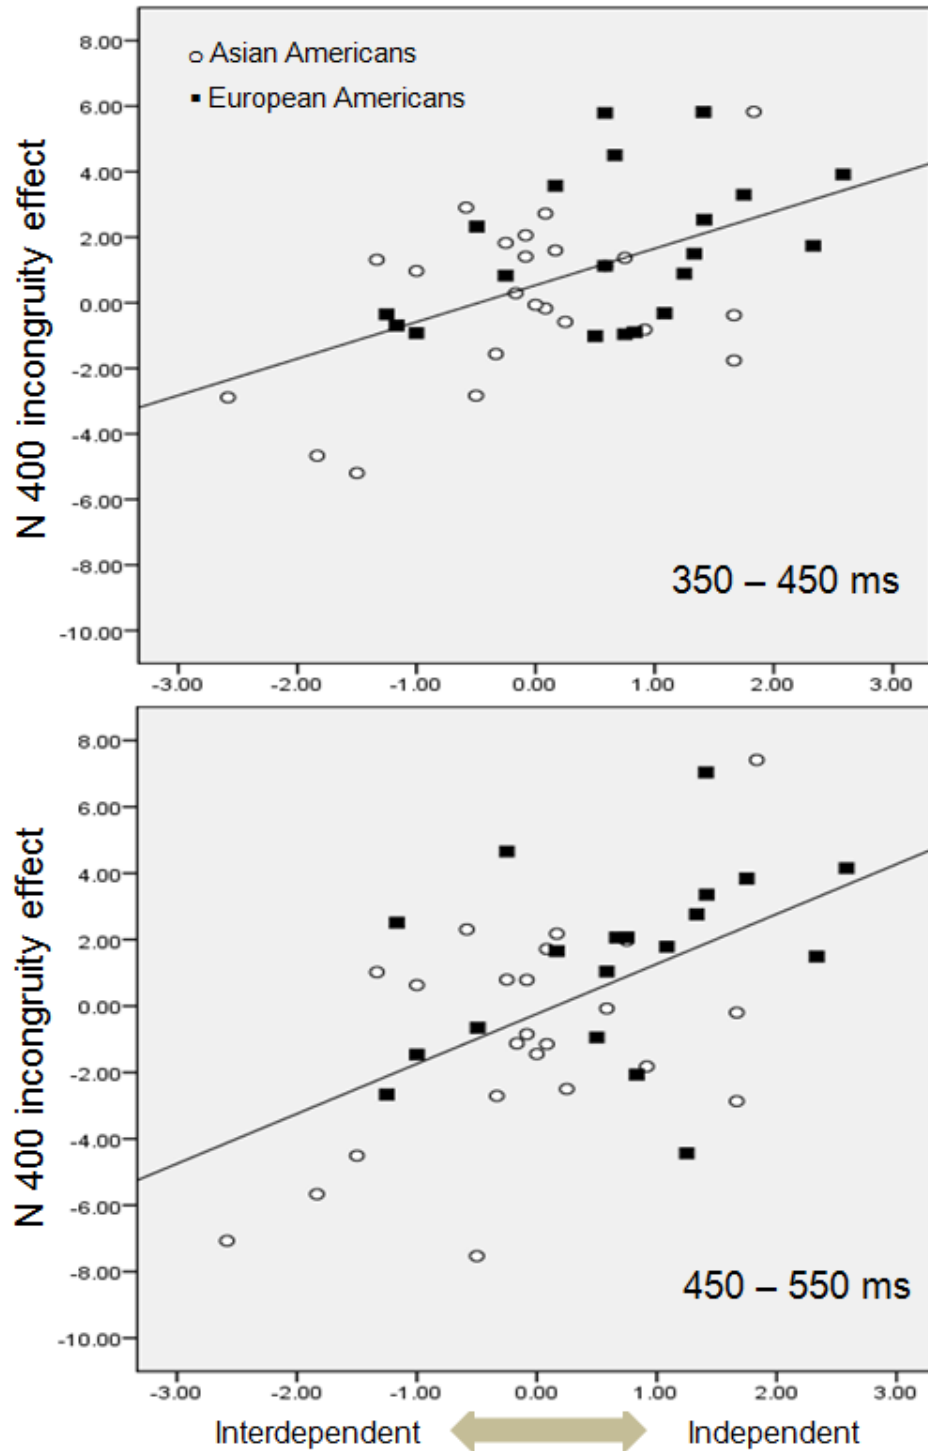 8.00
Asian Americans
6.00
European Americans
4.00
2.00
0.00
-2.00
-4.00
-6.00
-8.00
-10.00
N 400 incongruity effect
350 – 450 ms
-3.00 -2.00 -1.00 0.00 1.00 2.00 3.00
8.00
6.00
4.00
2.00
0.00
-2.00
-4.00
-6.00
-8.00
-10.00
N 400 incongruity effect
450 – 550 ms
-3.00 -2.00 -1.00 0.00 1.00 2.00 3.00
Interdependent Independent